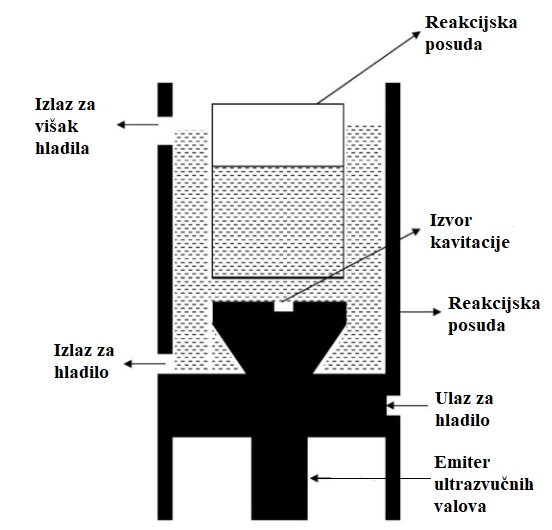 Reakcijska
posuda
Izlaz za
višak
hladila
Izvor
kavitacije
Reakcijska
posuda
Izlaz za
hladilo
Ulaz za
hladilo
Emiter
ultrazvučnih
valova